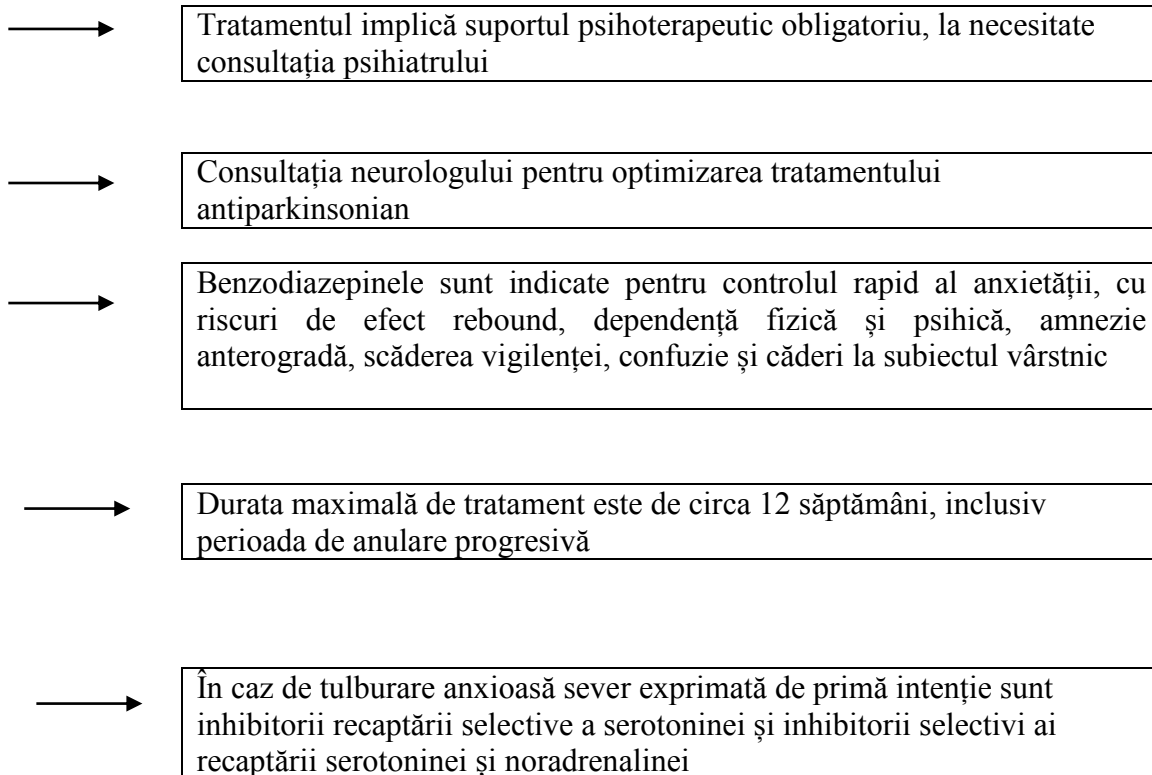 Tratamentul implică suportul psihoterapeutic obligatoriu, la necesitate
consultația psihiatrului
Consultația neurologului pentru optimizarea tratamentului
antiparkinsonian
Benzodiazepinele sunt indicate pentru controlul rapid al anxietății, cu
riscuri de efect rebound, dependență fizică și psihică, amnezie
anterogradă, scăderea vigilenței, confuzie și căderi la subiectul vârstnic
Durata maximală de tratament este de circa 12 săptămâni, inclusiv
perioada de anulare progresivă
În caz de tulburare anxioasă sever exprimată de primă intenție sunt
inhibitorii recaptării selective a serotoninei și inhibitorii selectivi ai
recaptării serotoninei și noradrenalinei